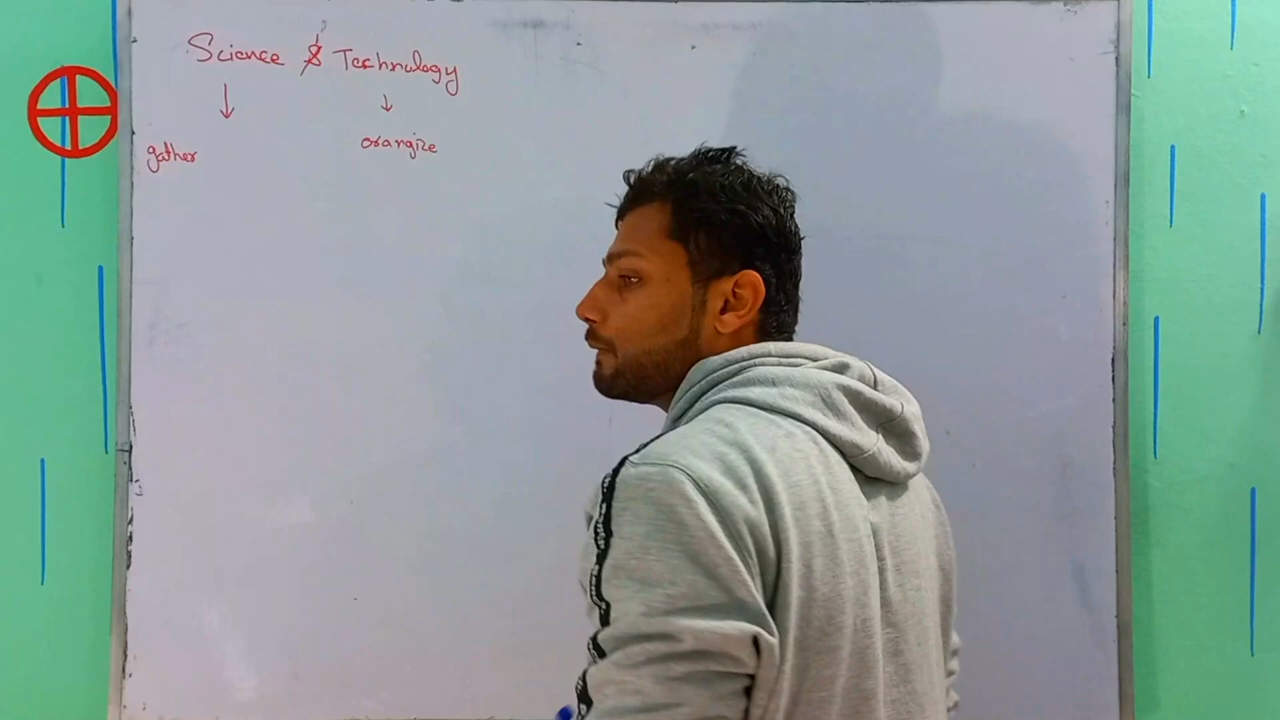 Science & Technology
↓ ↓
gather orangize